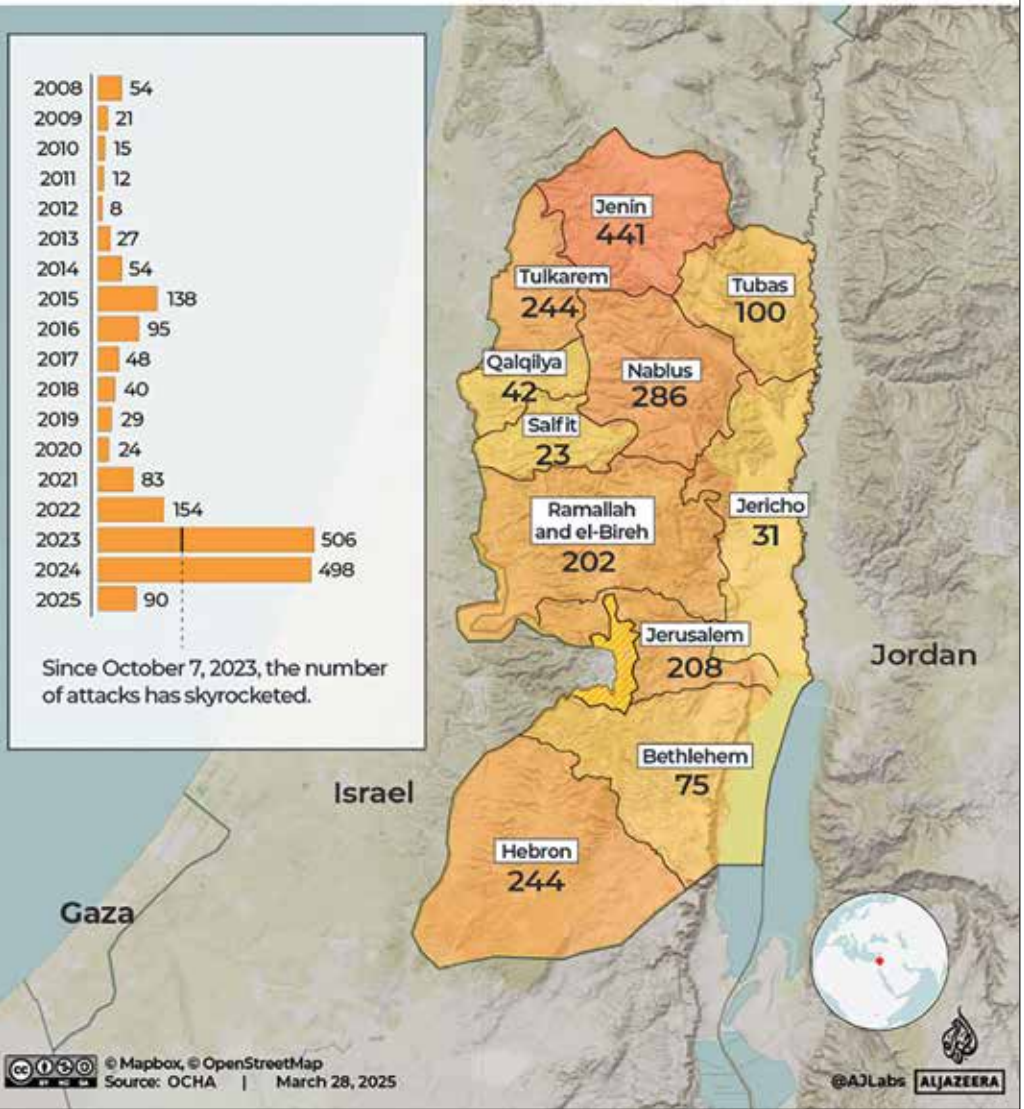 2008 54
2009 21
2010 15
2011 12
2012 8
2013 27
2014 54
2015 138
2016 95
2017 48
2018 40
2019 29
2020 24
2021 83
2022 154
2023 506
2024 498
2025 90
Since October 7, 2023, the number
of attacks has skyrocketed.
Jenin
441
Tulkarem
244
Tubas
100
Qalqilya
42
Nablus
286
Salfit
23
Ramallah
and el-Bireh
202
Jericho
31
Jerusalem
208
Jordan
Bethlehem
75
Israel
Hebron
244
Gaza
© Mapbox, © OpenStreetMap
Source: OCHA | March 28, 2025
@AJLabs ALJAZEERA